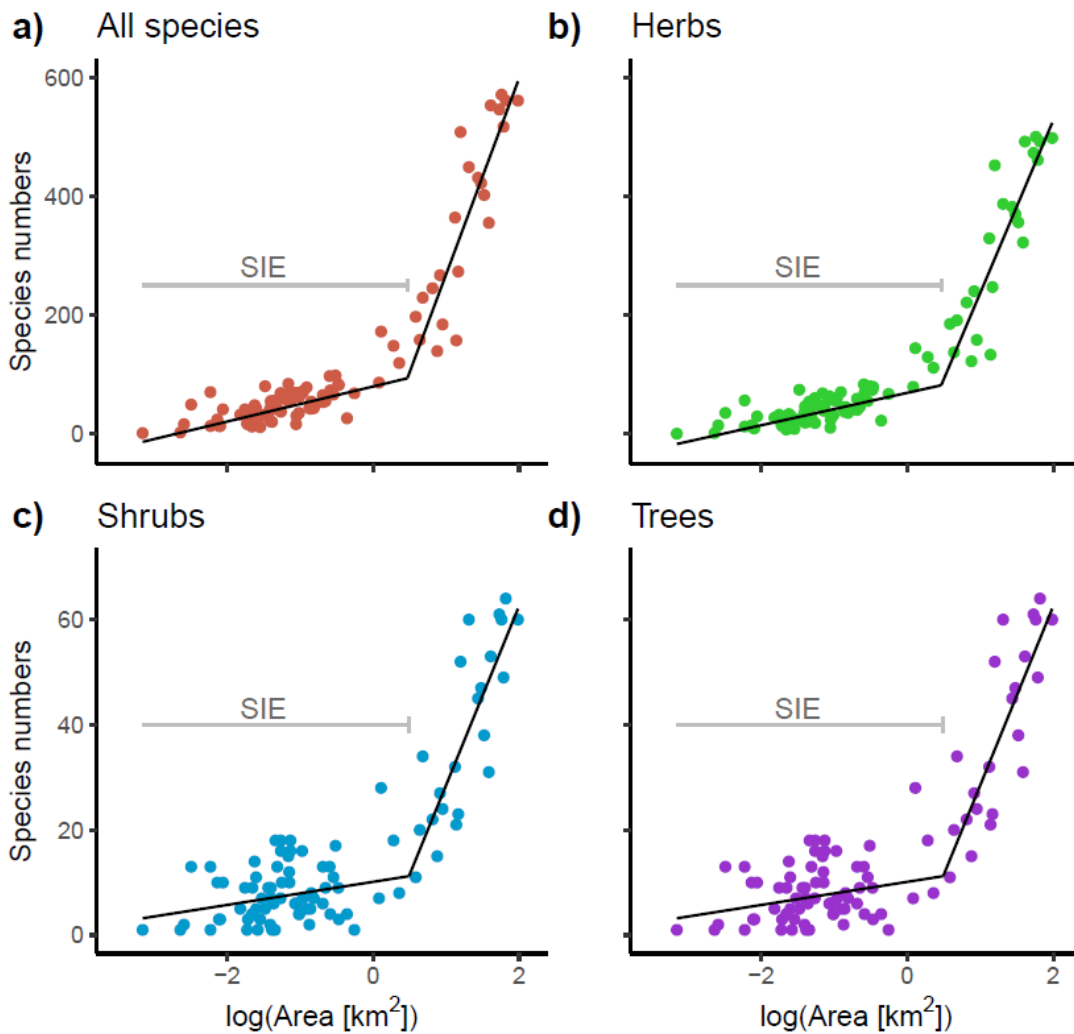 a) All species
b) Herbs
600
400
200
0
Species numbers
SIE
SIE
c) Shrubs
d) Trees
60
40
20
0
Species numbers
SIE
SIE
−2 0 2
−2 0 2
log(Area [km²])
log(Area [km²])